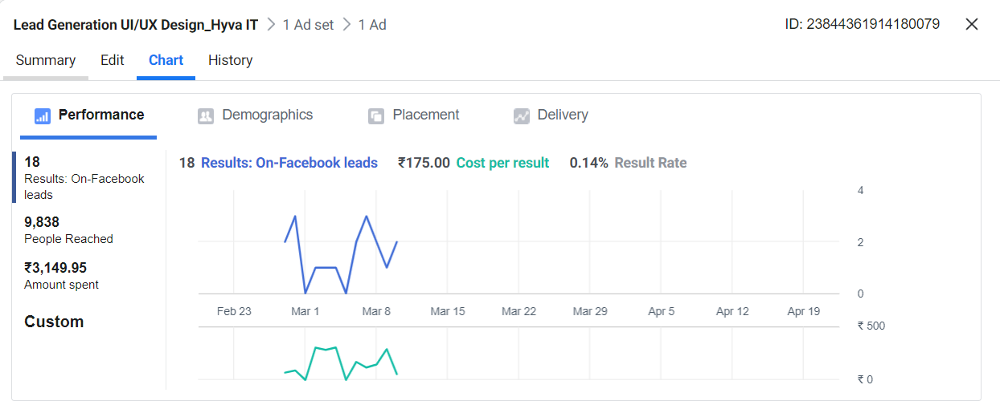 Lead Generation UI/UX Design_Hyva IT > 1 Ad set > 1 Ad
ID: 23844361914180079
Summary Edit Chart History
Performance Demographics Placement Delivery
18
Results: On-Facebook
leads
9,838
People Reached
₹3,149.95
Amount spent
Custom
18 Results: On-Facebook leads ₹175.00 Cost per result 0.14% Result Rate
4
2
0
Feb 23 Mar 1 Mar 8 Mar 15 Mar 22 Mar 29 Apr 5 Apr 12 Apr 19
₹ 500
₹ 0